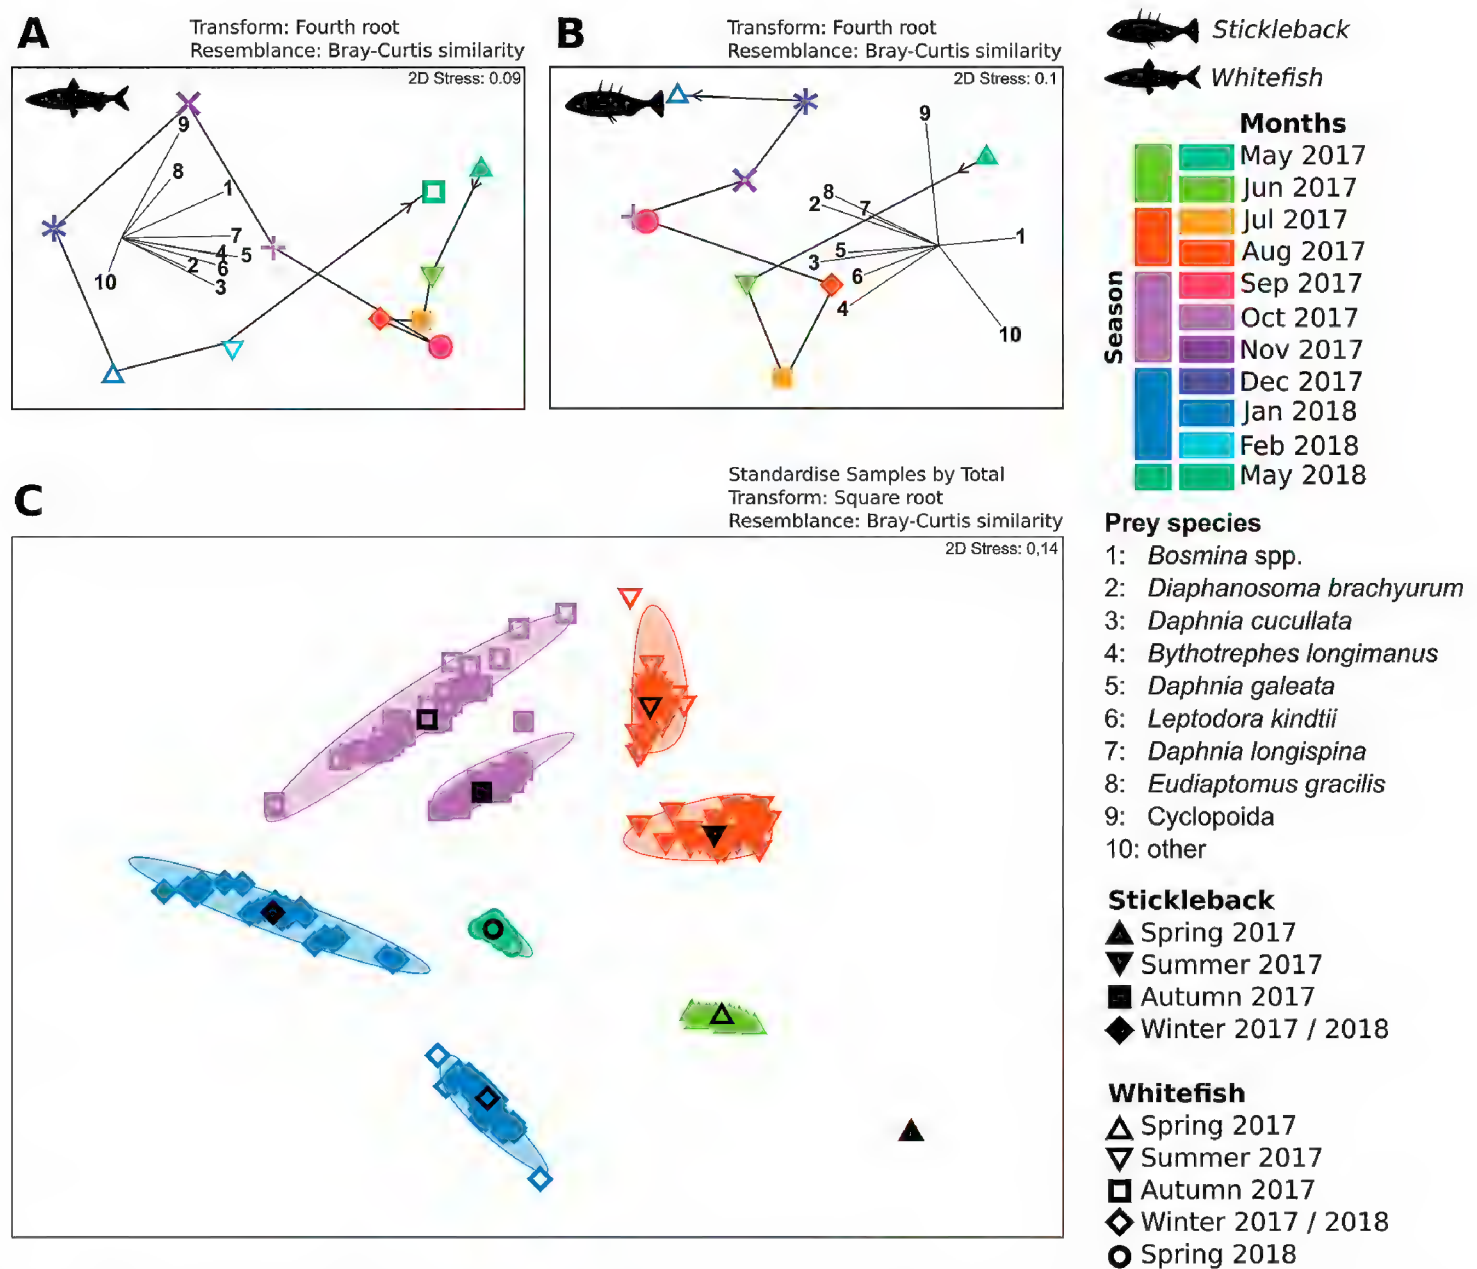 A
Transform: Fourth root
Resemblance: Bray-Curtis similarity
2D Stress: 0.09
9
8
1
7
4
5
2
6
3
10
B
Transform: Fourth root
Resemblance: Bray-Curtis similarity
2D Stress: 0.1
9
8
2
7
1
5
3
6
4
10
C
Standardise Samples by Total
Transform: Square root
Resemblance: Bray-Curtis similarity
2D Stress: 0,14
Stickleback
Whitefish
Months
Season
May 2017
Jun 2017
Jul 2017
Aug 2017
Sep 2017
Oct 2017
Nov 2017
Dec 2017
Jan 2018
Feb 2018
May 2018
Prey species
1: Bosmina spp.
2: Diaphanosoma brachyurum
3: Daphnia cucullata
4: Bythotrephes longimanus
5: Daphnia galeata
6: Leptodora kindtii
7: Daphnia longispina
8: Eudiaptomus gracilis
9: Cyclopoida
10: other
Stickleback
Spring 2017
Summer 2017
Autumn 2017
Winter 2017 / 2018
Whitefish
Spring 2017
Summer 2017
Autumn 2017
Winter 2017 / 2018
Spring 2018